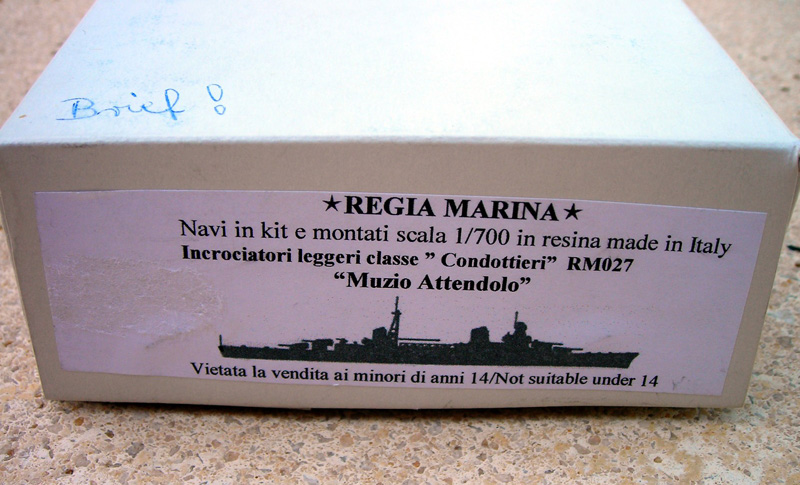 Brief!
★REGIA MARINA★
Navi in kit e montati scala 1/700 in resina made in Italy
Incrociatori leggeri classe ” Condottieri” RM027
“Muzio Attendolo”
Vietata la vendita ai minori di anni 14/Not suitable under 14